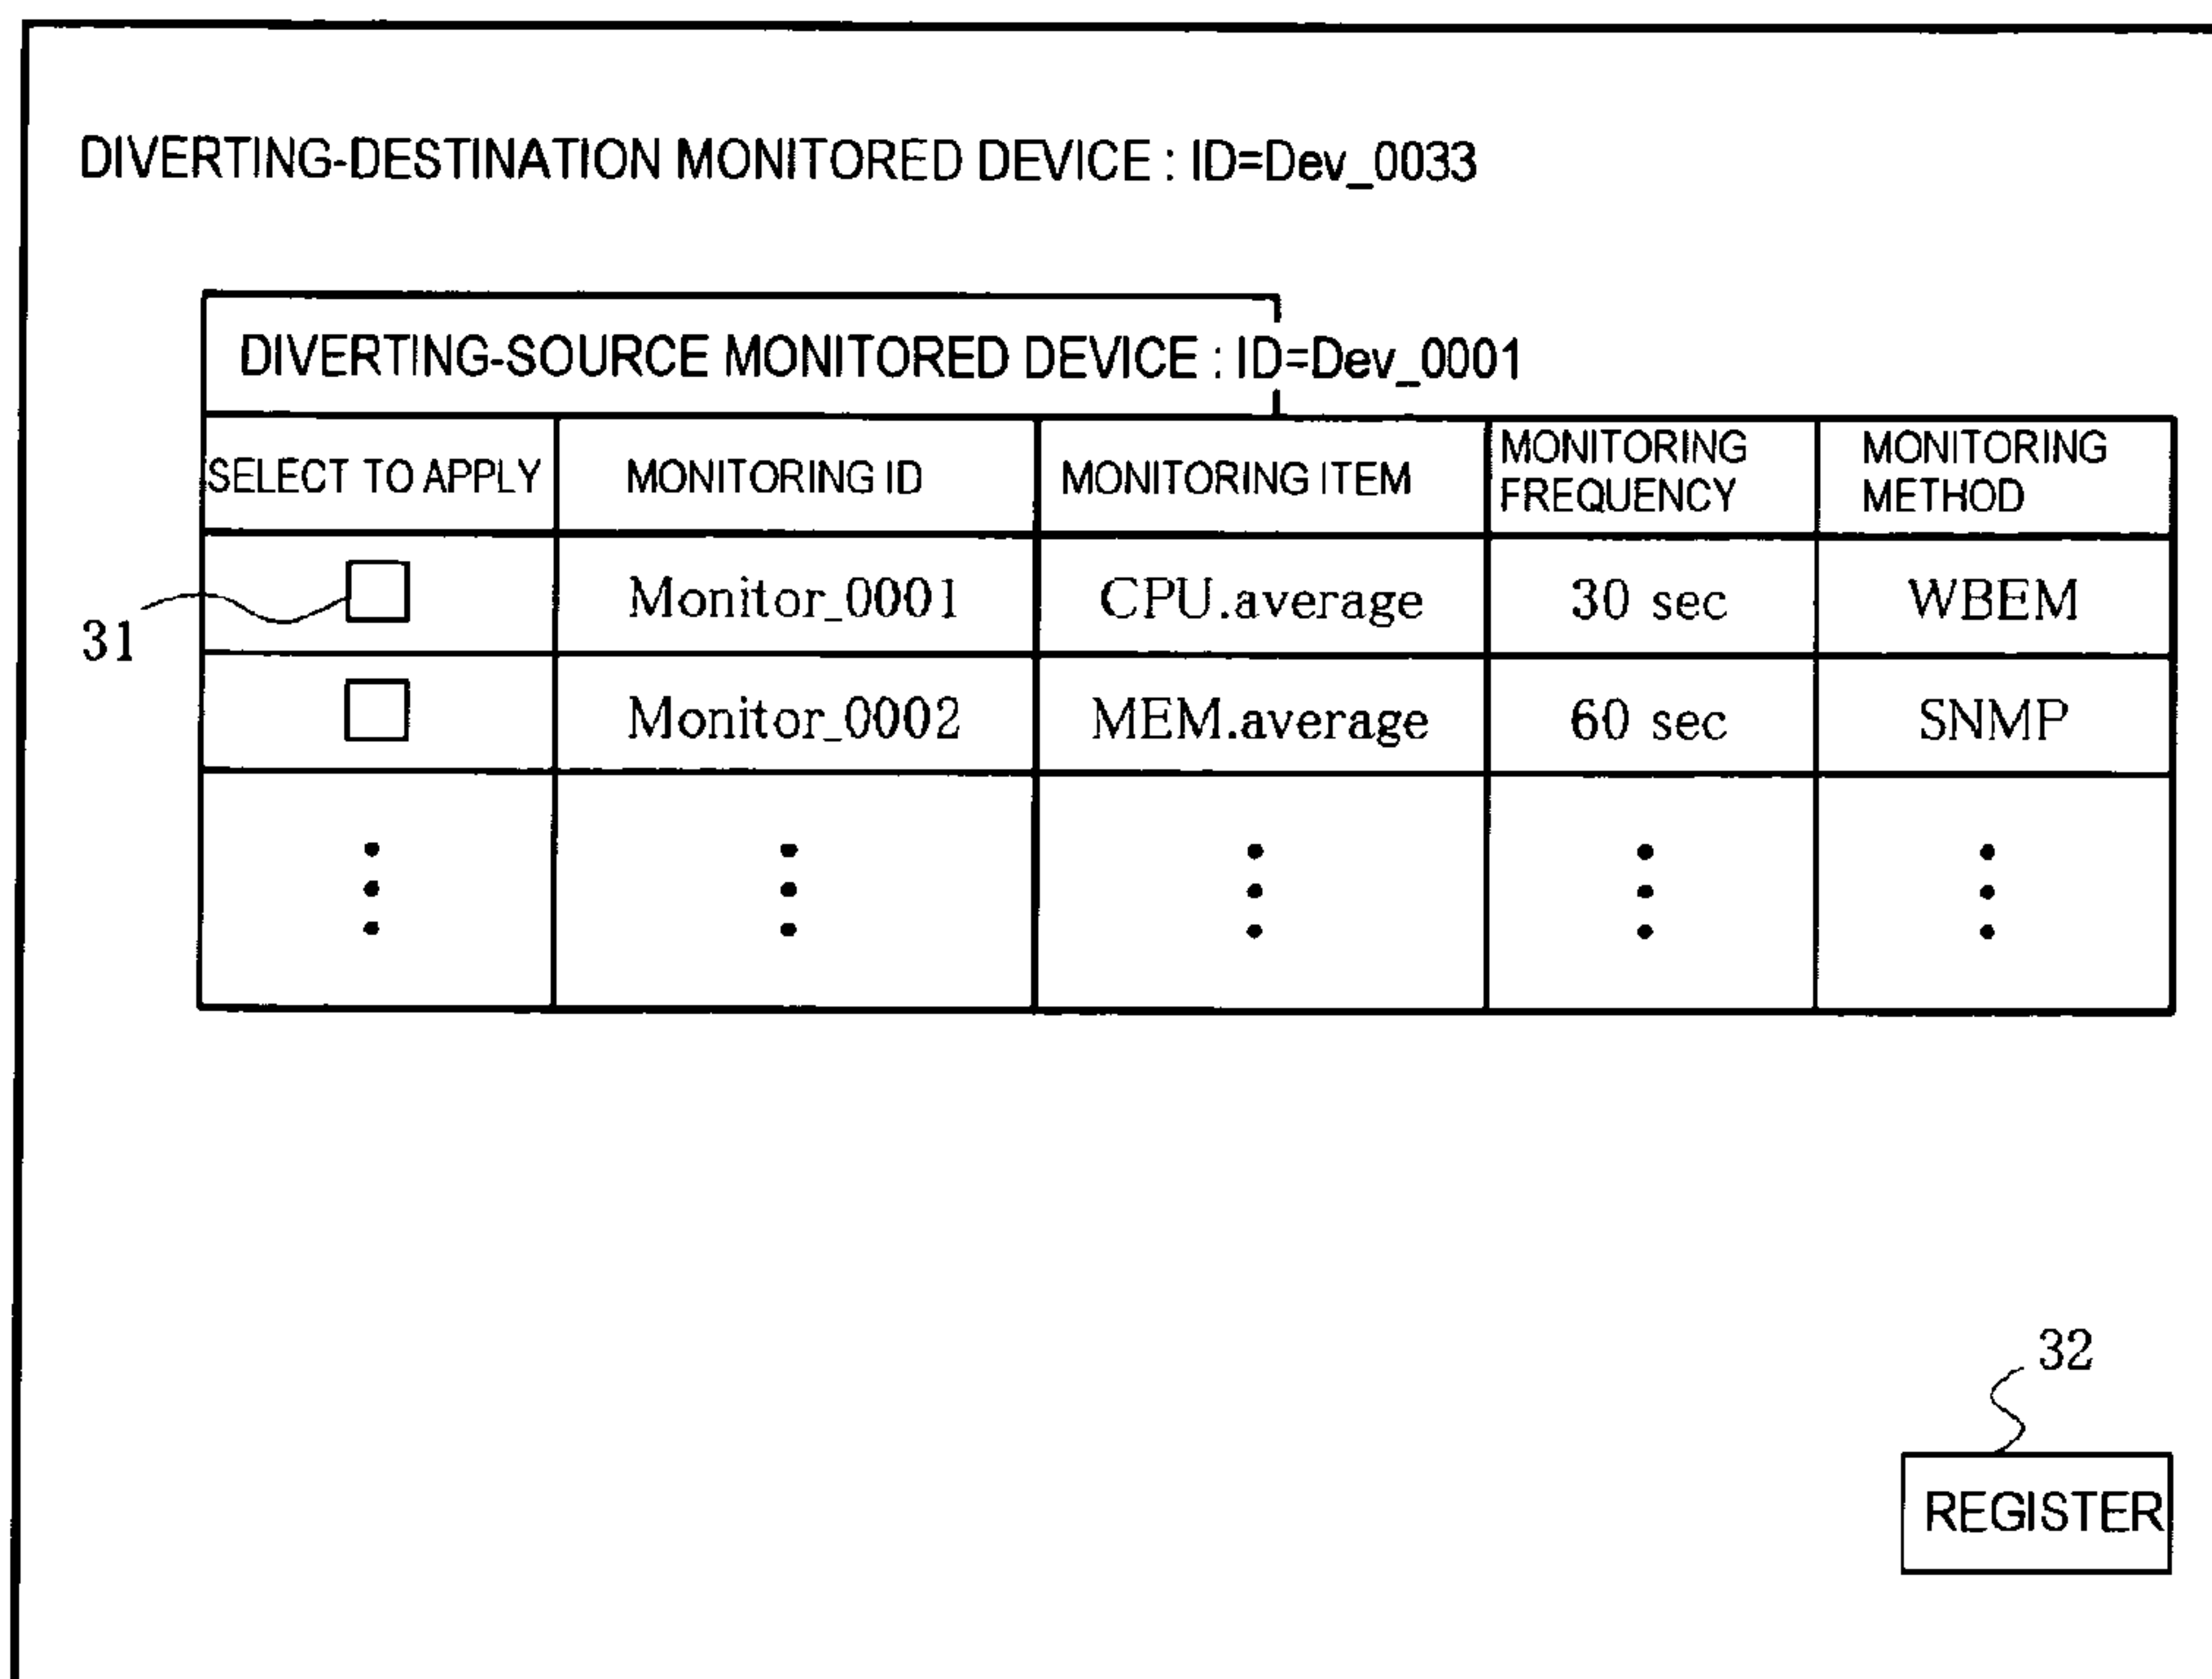 DIVERTING-DESTINATION MONITORED DEVICE : ID=Dev_0033
DIVERTING-SOURCE MONITORED DEVICE : ID=Dev_0001
SELECT TO APPLY MONITORING ID MONITORING ITEM MONITORING FREQUENCY MONITORING METHOD
Monitor_0001 CPU.average 30 sec WBEM
31
Monitor_0002 MEM.average 60 sec SNMP
32
REGISTER